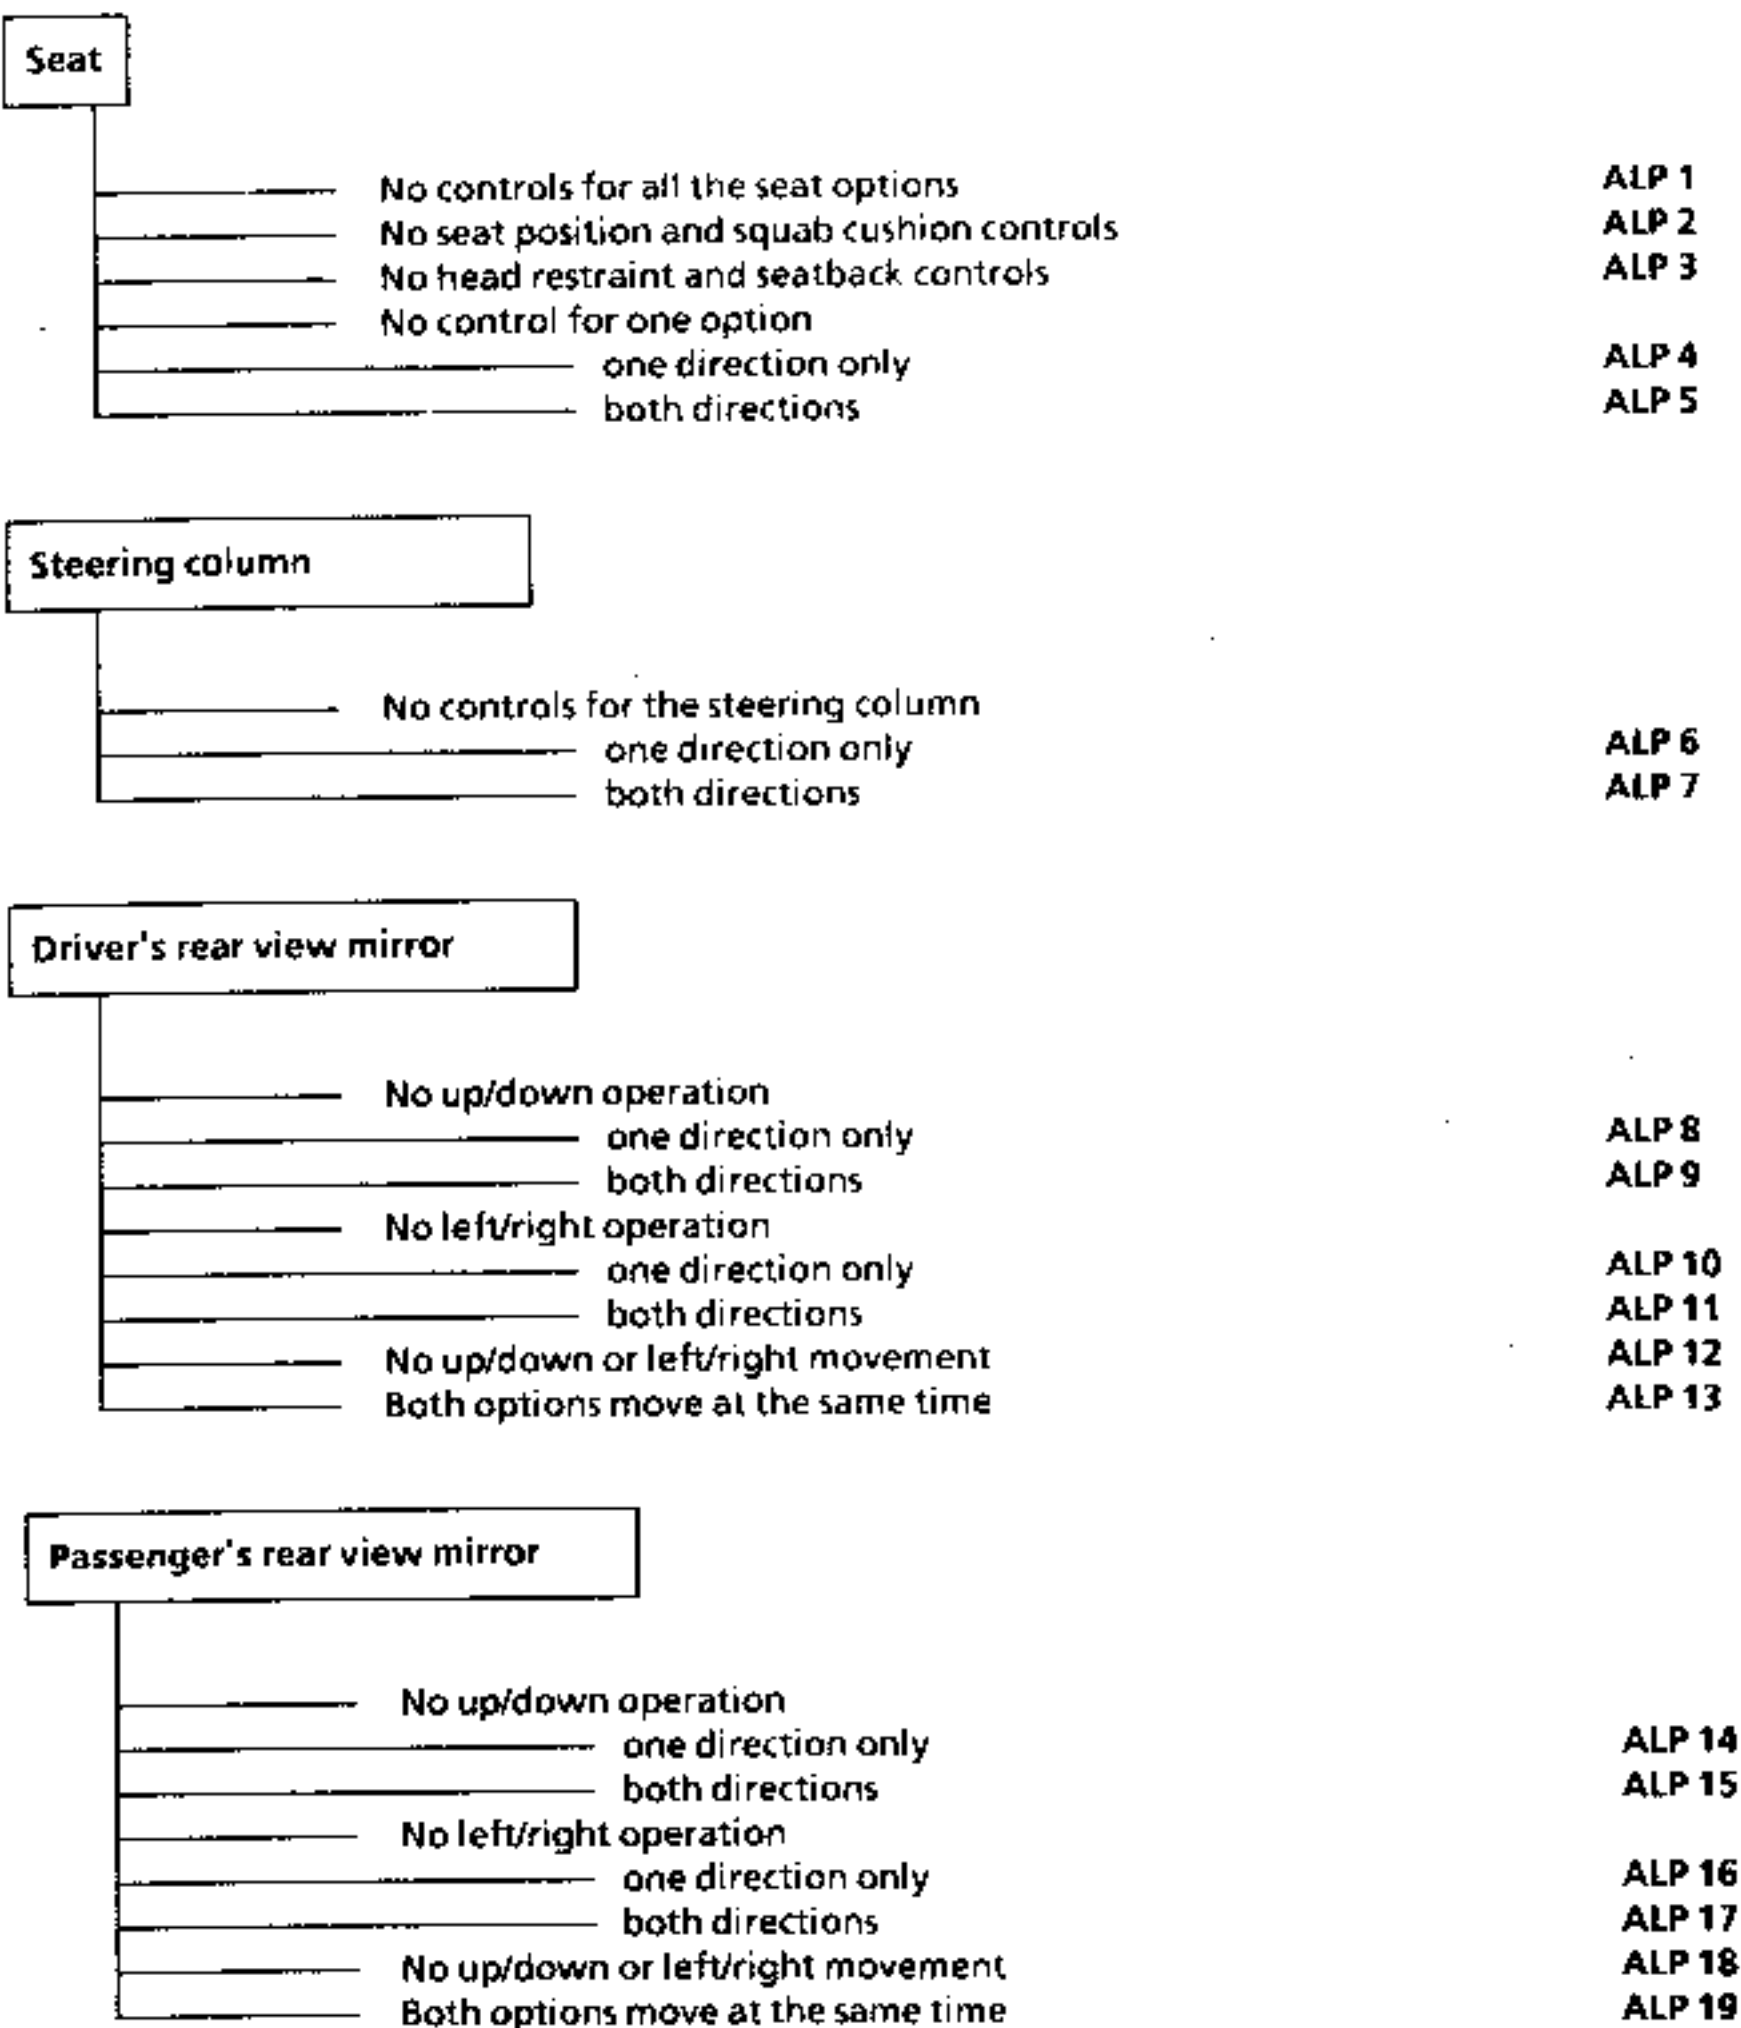 Seat
No controls for all the seat options ALP 1
No seat position and squab cushion controls ALP 2
No head restraint and seatback controls ALP 3
No control for one option
one direction only ALP 4
both directions ALP 5
Steering column
No controls for the steering column
one direction only ALP 6
both directions ALP 7
Driver's rear view mirror
No up/down operation
one direction only ALP 8
both directions ALP 9
No left/right operation
one direction only ALP 10
both directions ALP 11
No up/down or left/right movement ALP 12
Both options move at the same time ALP 13
Passenger's rear view mirror
No up/down operation
one direction only ALP 14
both directions ALP 15
No left/right operation
one direction only ALP 16
both directions ALP 17
No up/down or left/right movement ALP 18
Both options move at the same time ALP 19